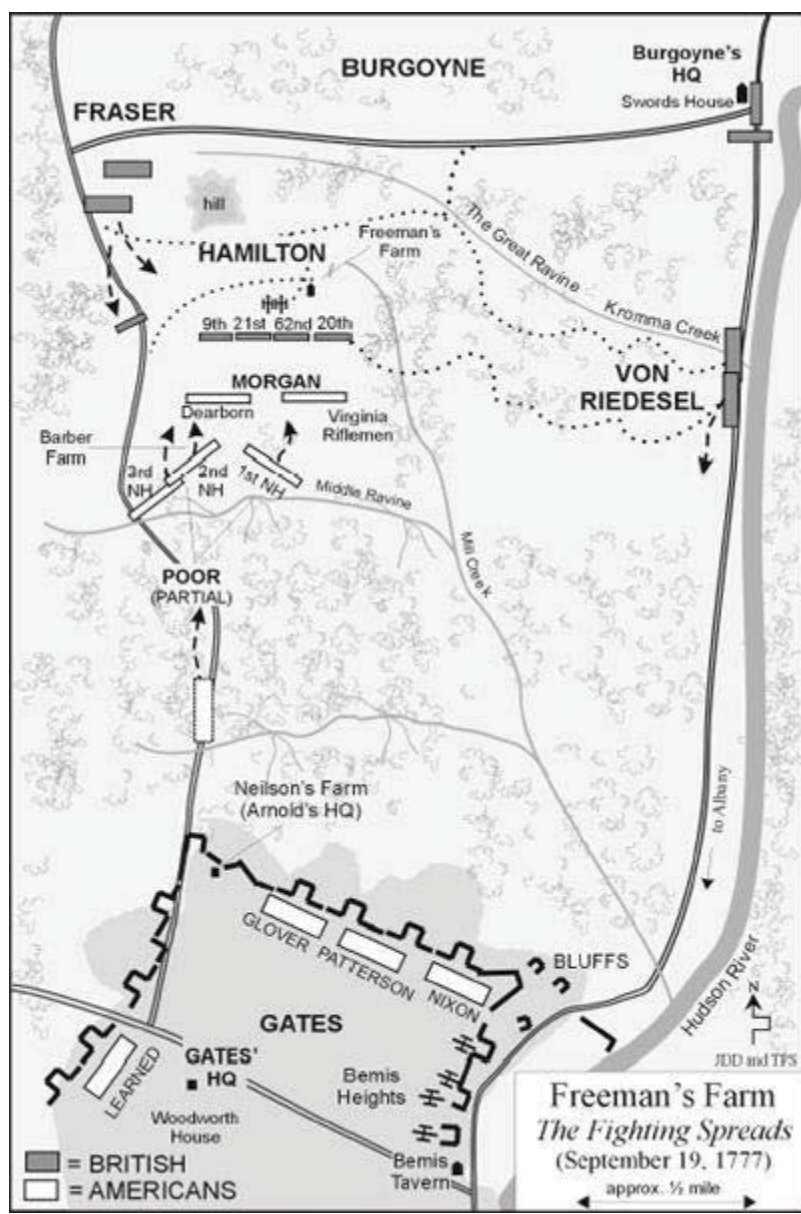 BURGOYNE
Burgoyne's
HQ
Swords House
FRASER
hill
The Great Ravine
HAMILTON
Freeman's
Farm
Kromma Creek
9th 21st 62nd 20th
VON
RIEDESEL
MORGAN
Dearborn
Virginia
Riflemen
Barber
Farm
3rd
NH
2nd
NH
1st NH
Middle Ravine
Mill Creek
POOR
(PARTIAL)
to Albany
Neilson's Farm
(Arnold's HQ)
GLOVER
PATTERSON
NIXON
BLUFFS
Hudson River
N
JDD and TPS
GATES
LEARNED
GATES'
HQ
Woodworth
House
Bemis
Heights
Bemis
Tavern
= BRITISH
= AMERICANS
Freeman's Farm
The Fighting Spreads
(September 19, 1777)
approx. ½ mile